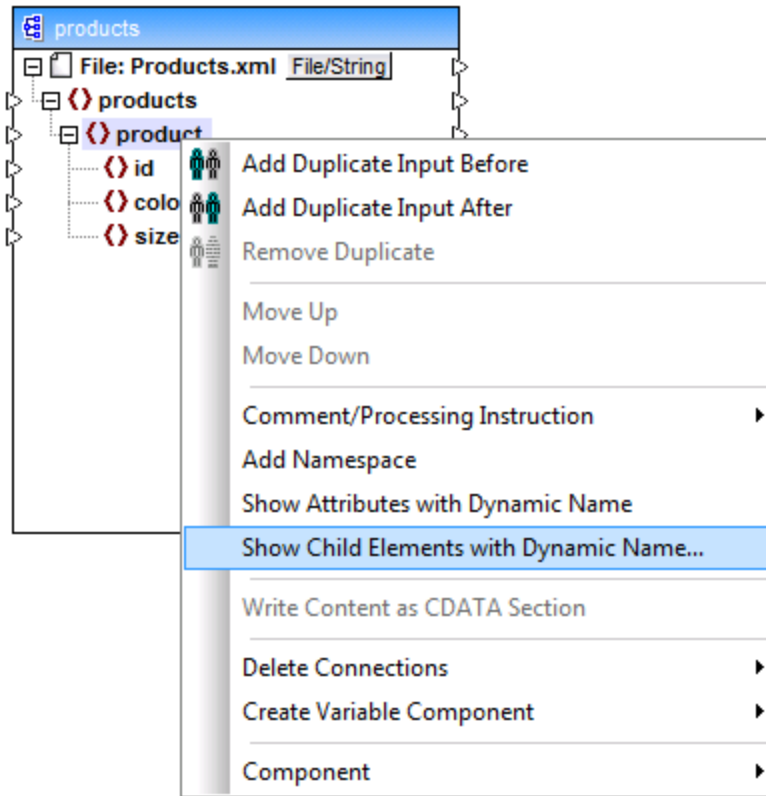 products
File: Products.xml File/String
products
product
id
colo
size
Add Duplicate Input Before
Add Duplicate Input After
Remove Duplicate
Move Up
Move Down
Comment/Processing Instruction
Add Namespace
Show Attributes with Dynamic Name
Show Child Elements with Dynamic Name...
Write Content as CDATA Section
Delete Connections
Create Variable Component
Component